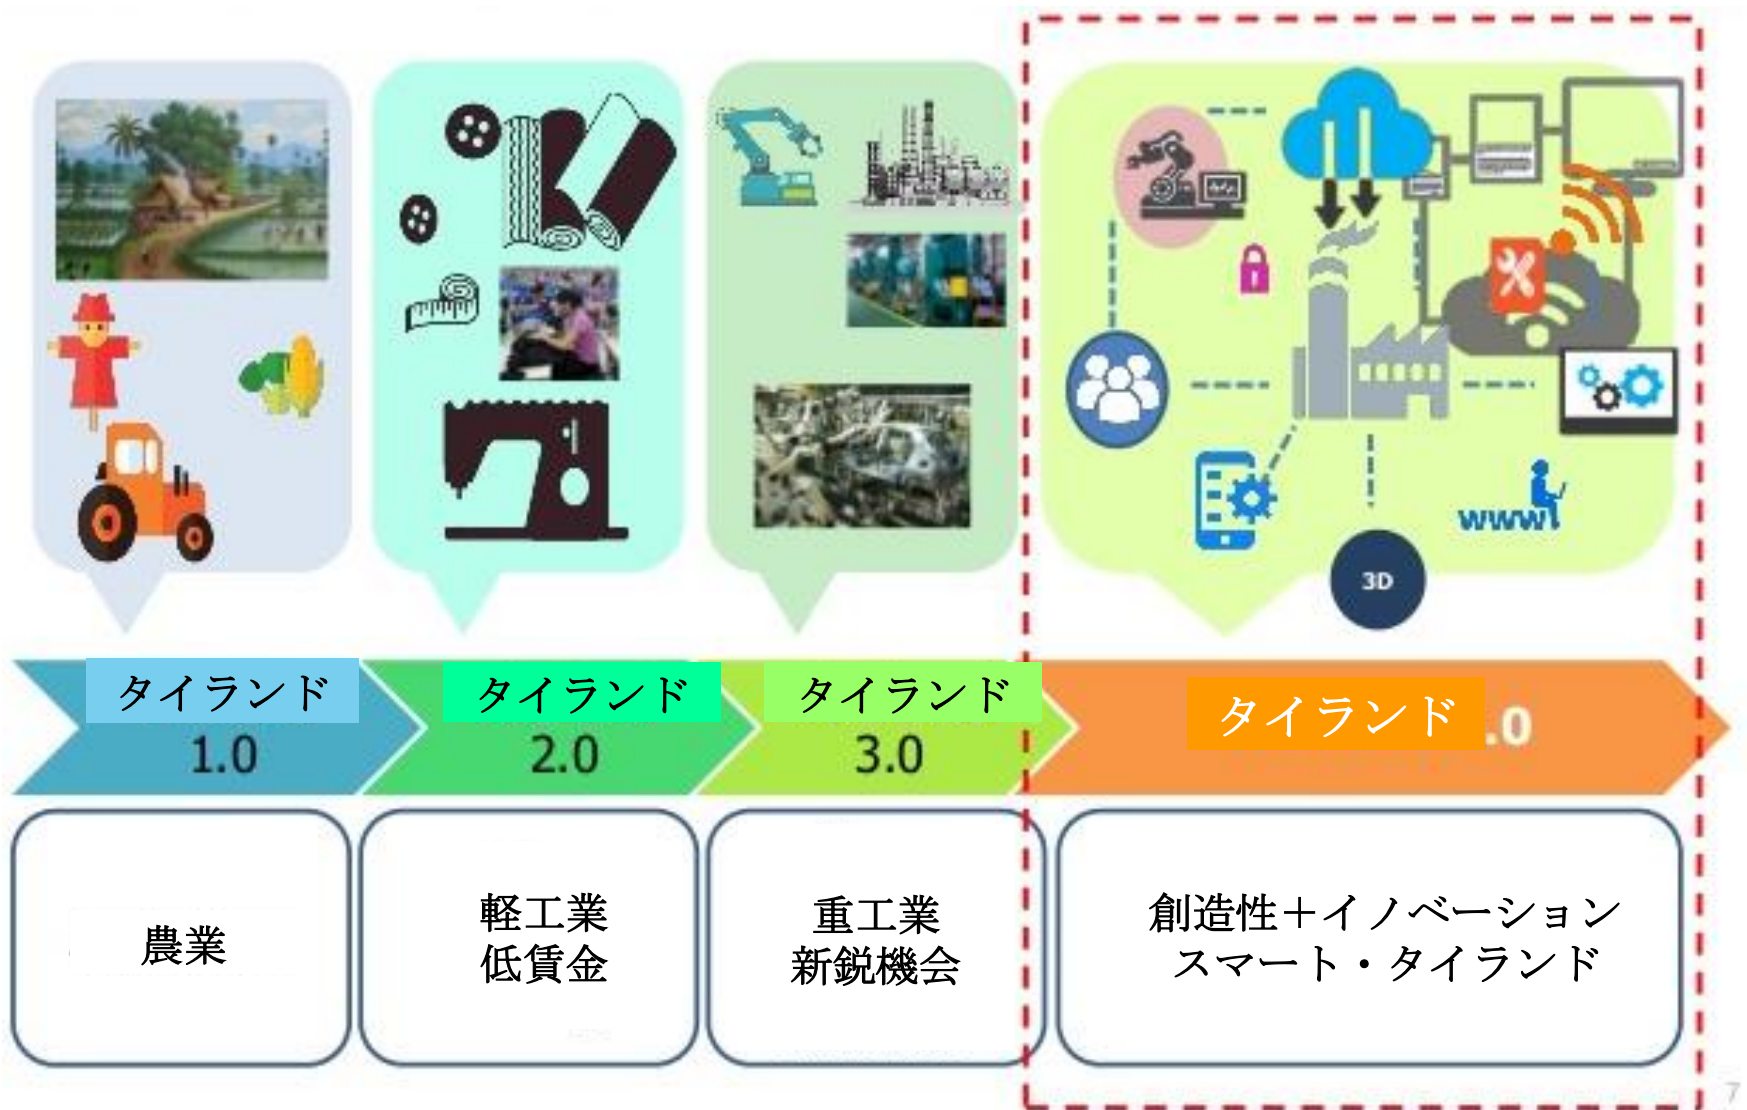 3D
www
タイランド
1.0
タイランド
2.0
タイランド
3.0
タイランド
.0
農業
軽工業
低賃金
重工業
新鋭機会
創造性＋イノベーション
スマート・タイランド
7